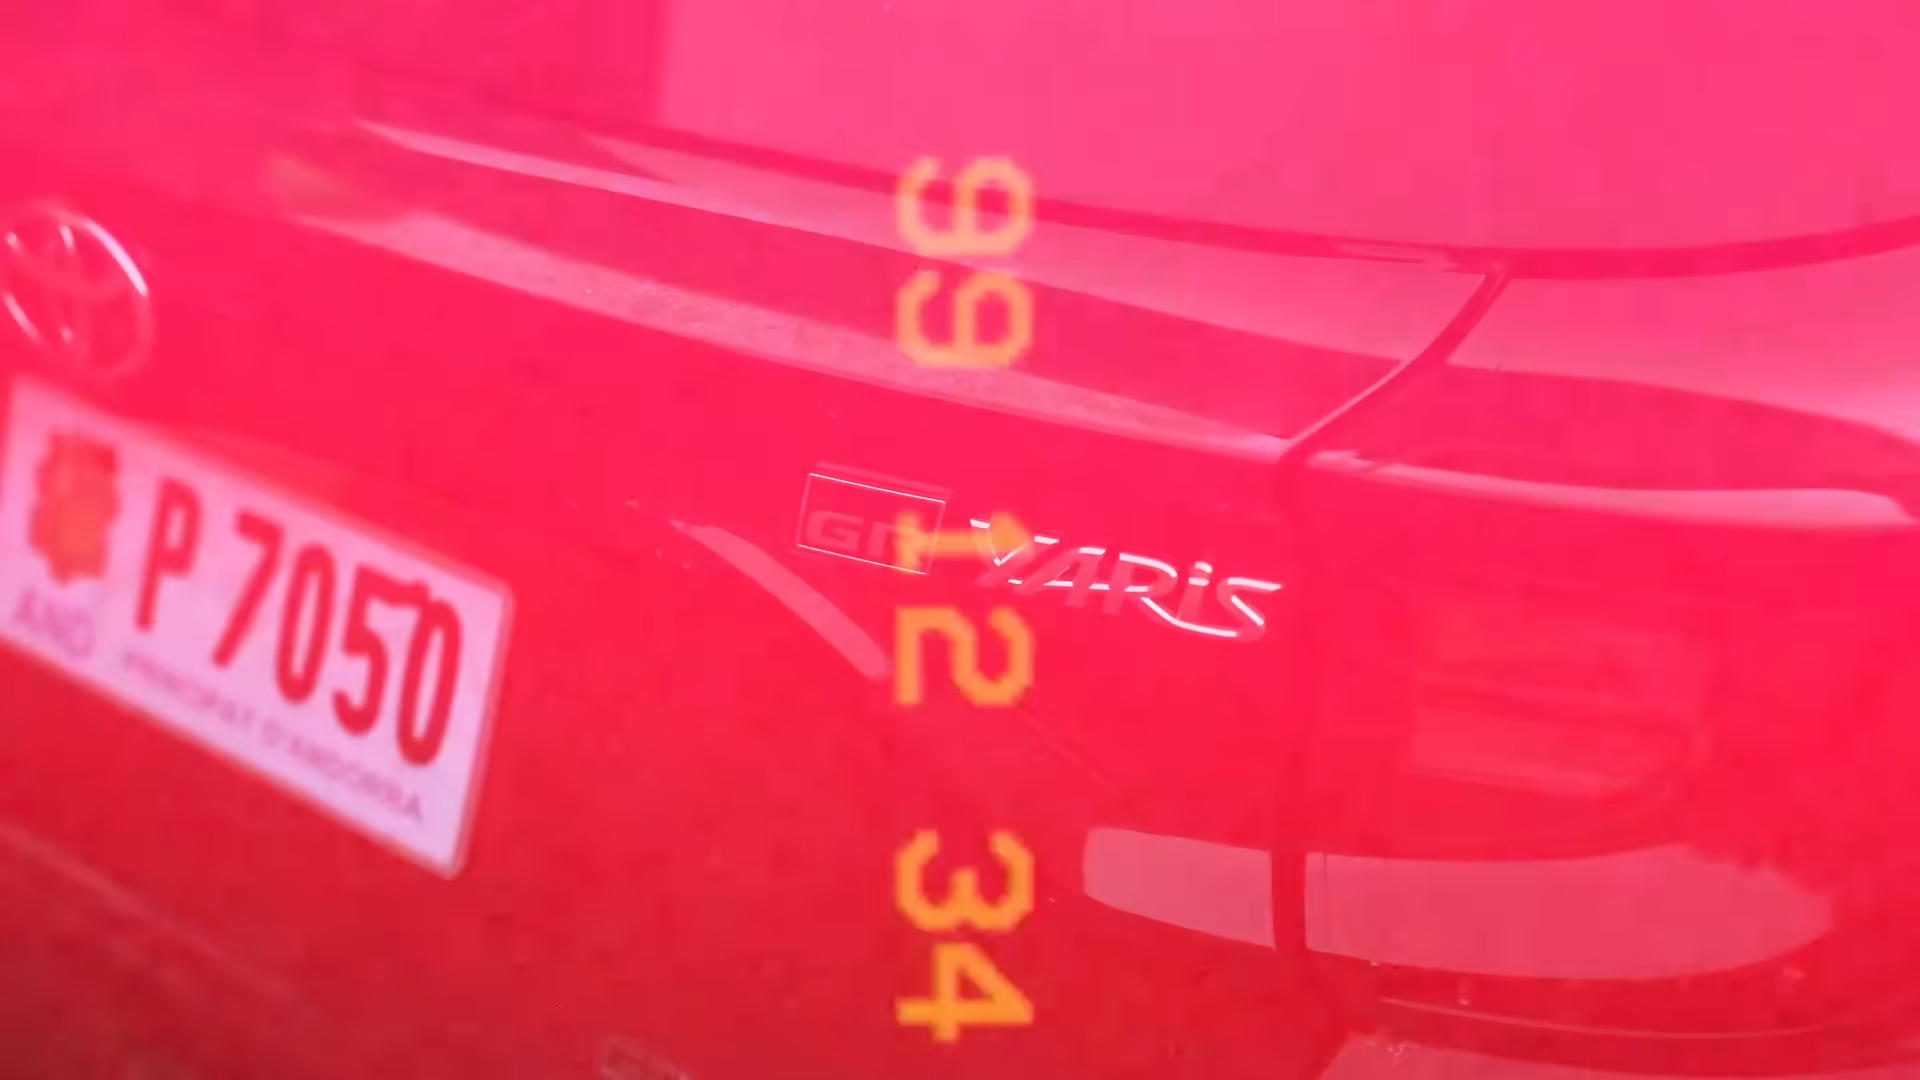 99 12 34
GR YARiS
P 7050
AND
PRINCIPAT D'ANDORRA